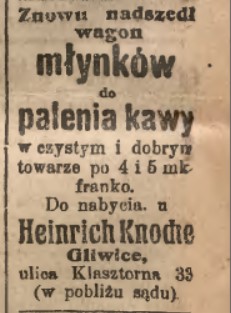 Znowu nadszedł
wagon
młynków
do
palenia kawy
w czystym i dobrym
towarze po 4 i 5 mk.
franko.
Do nabycia. u
Heinrich Knoche
Gliwice,
ulica Klasztorna 33
(w pobliżu sądu).